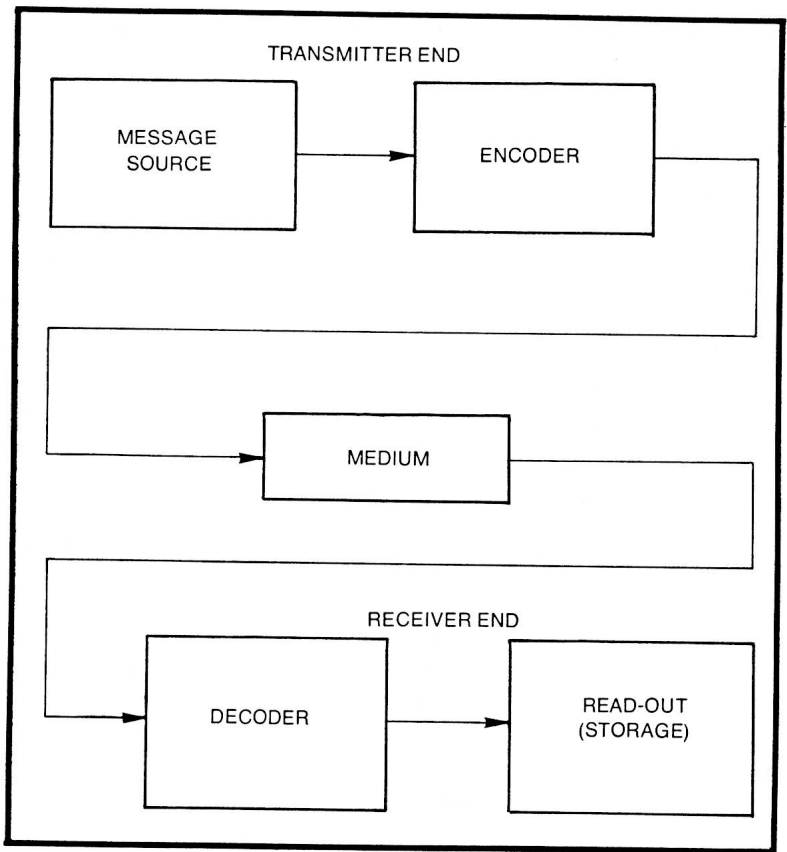 TRANSMITTER END
MESSAGE
SOURCE
ENCODER
MEDIUM
RECEIVER END
DECODER
READ-OUT
(STORAGE)